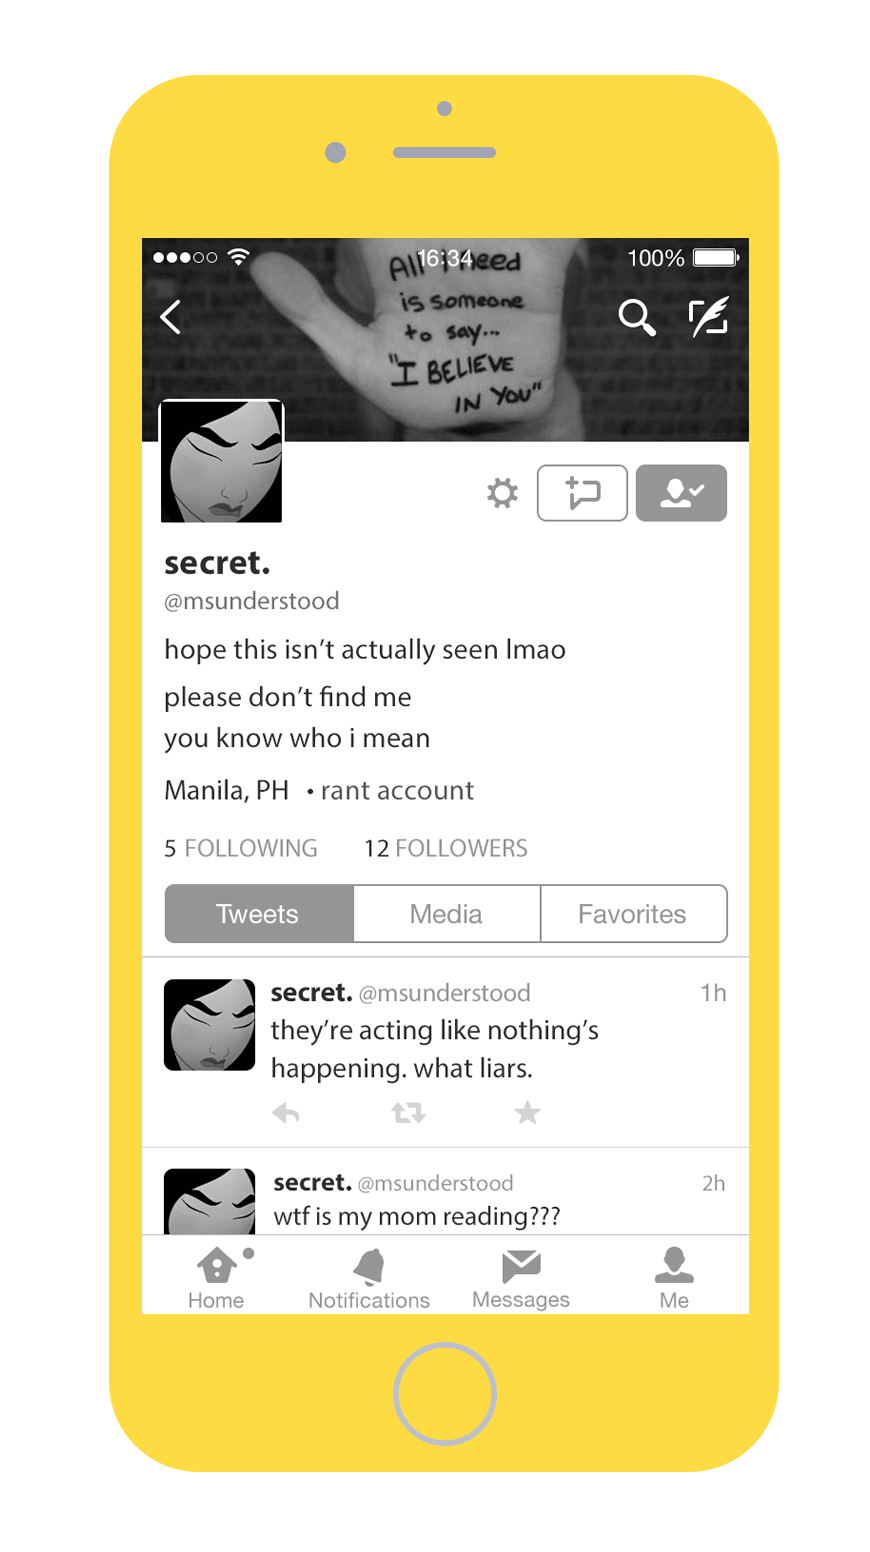 16:34
100%
All I need
is someone
to say...
"I BELIEVE
IN YOU"
secret.
@msunderstood
hope this isn't actually seen lmao
please don't find me
you know who i mean
Manila, PH • rant account
5 FOLLOWING 12 FOLLOWERS
Tweets Media Favorites
secret. @msunderstood 1h
they're acting like nothing's
happening. what liars.
secret. @msunderstood 2h
wtf is my mom reading???
Home Notifications Messages Me